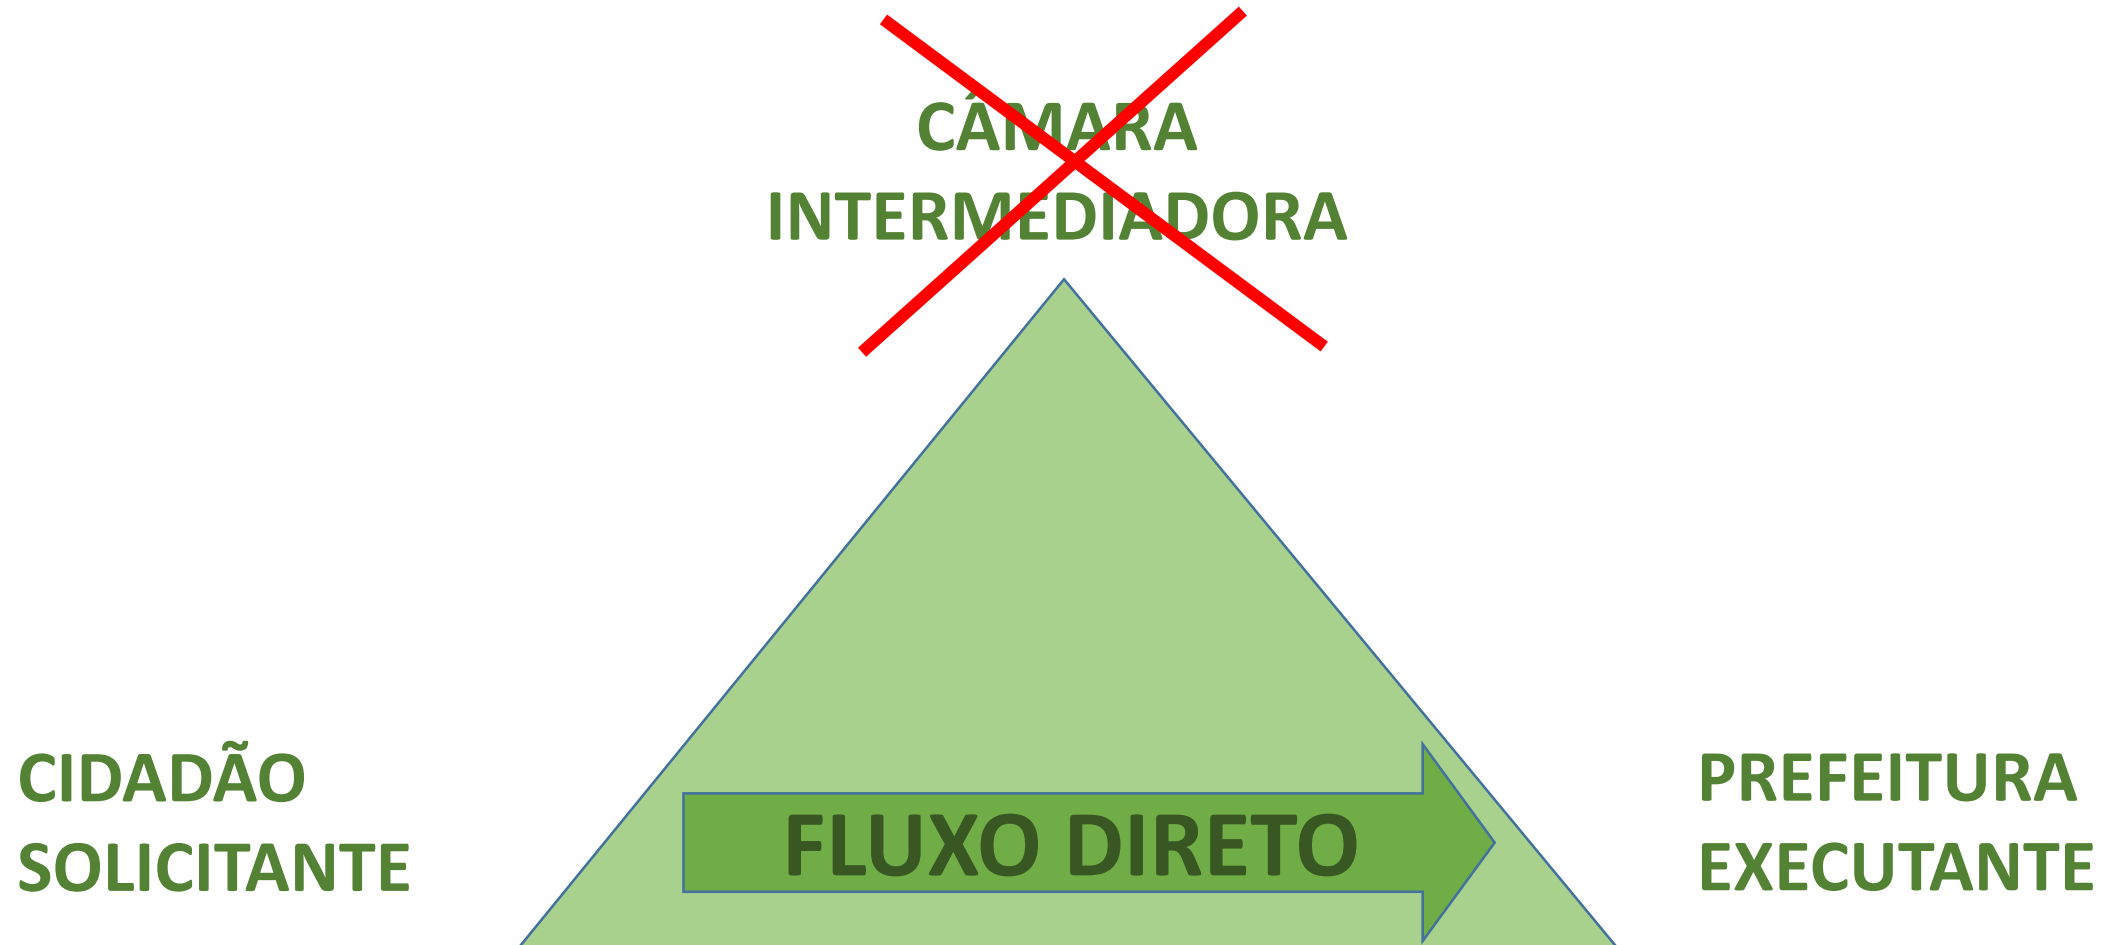 CÂMARA
INTERMEDIADORA
CIDADÃO
SOLICITANTE
FLUXO DIRETO
PREFEITURA
EXECUTANTE